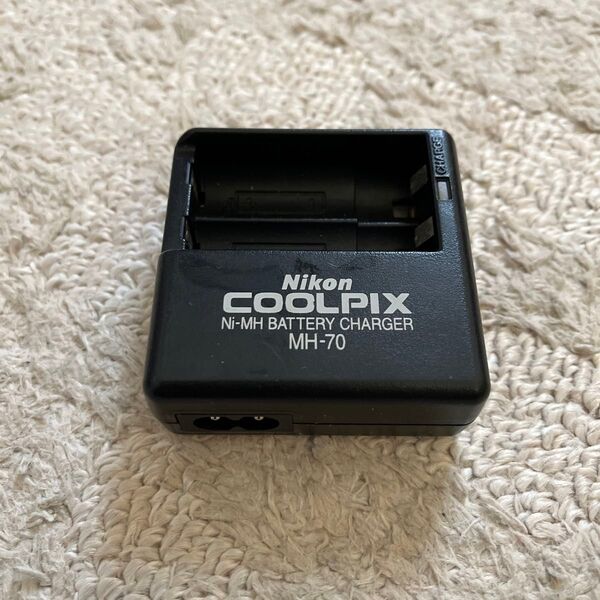 CHARGE
Nikon
COOLPIX
Ni-MH BATTERY CHARGER
MH-70